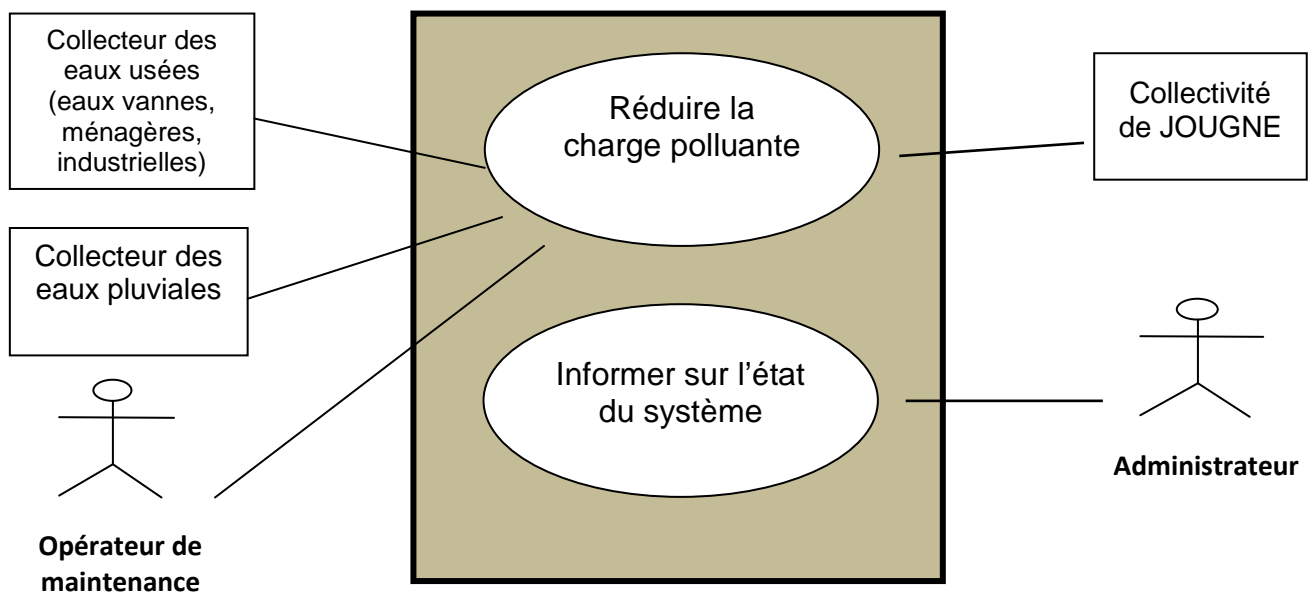 Collecteur des
eaux usées
(eaux vannes,
ménagères,
industrielles)
Collecteur des
eaux pluviales
Opérateur de
maintenance
Réduire la
charge polluante
Informer sur l’état
du système
Collectivité
de JOUGNE
Administrateur